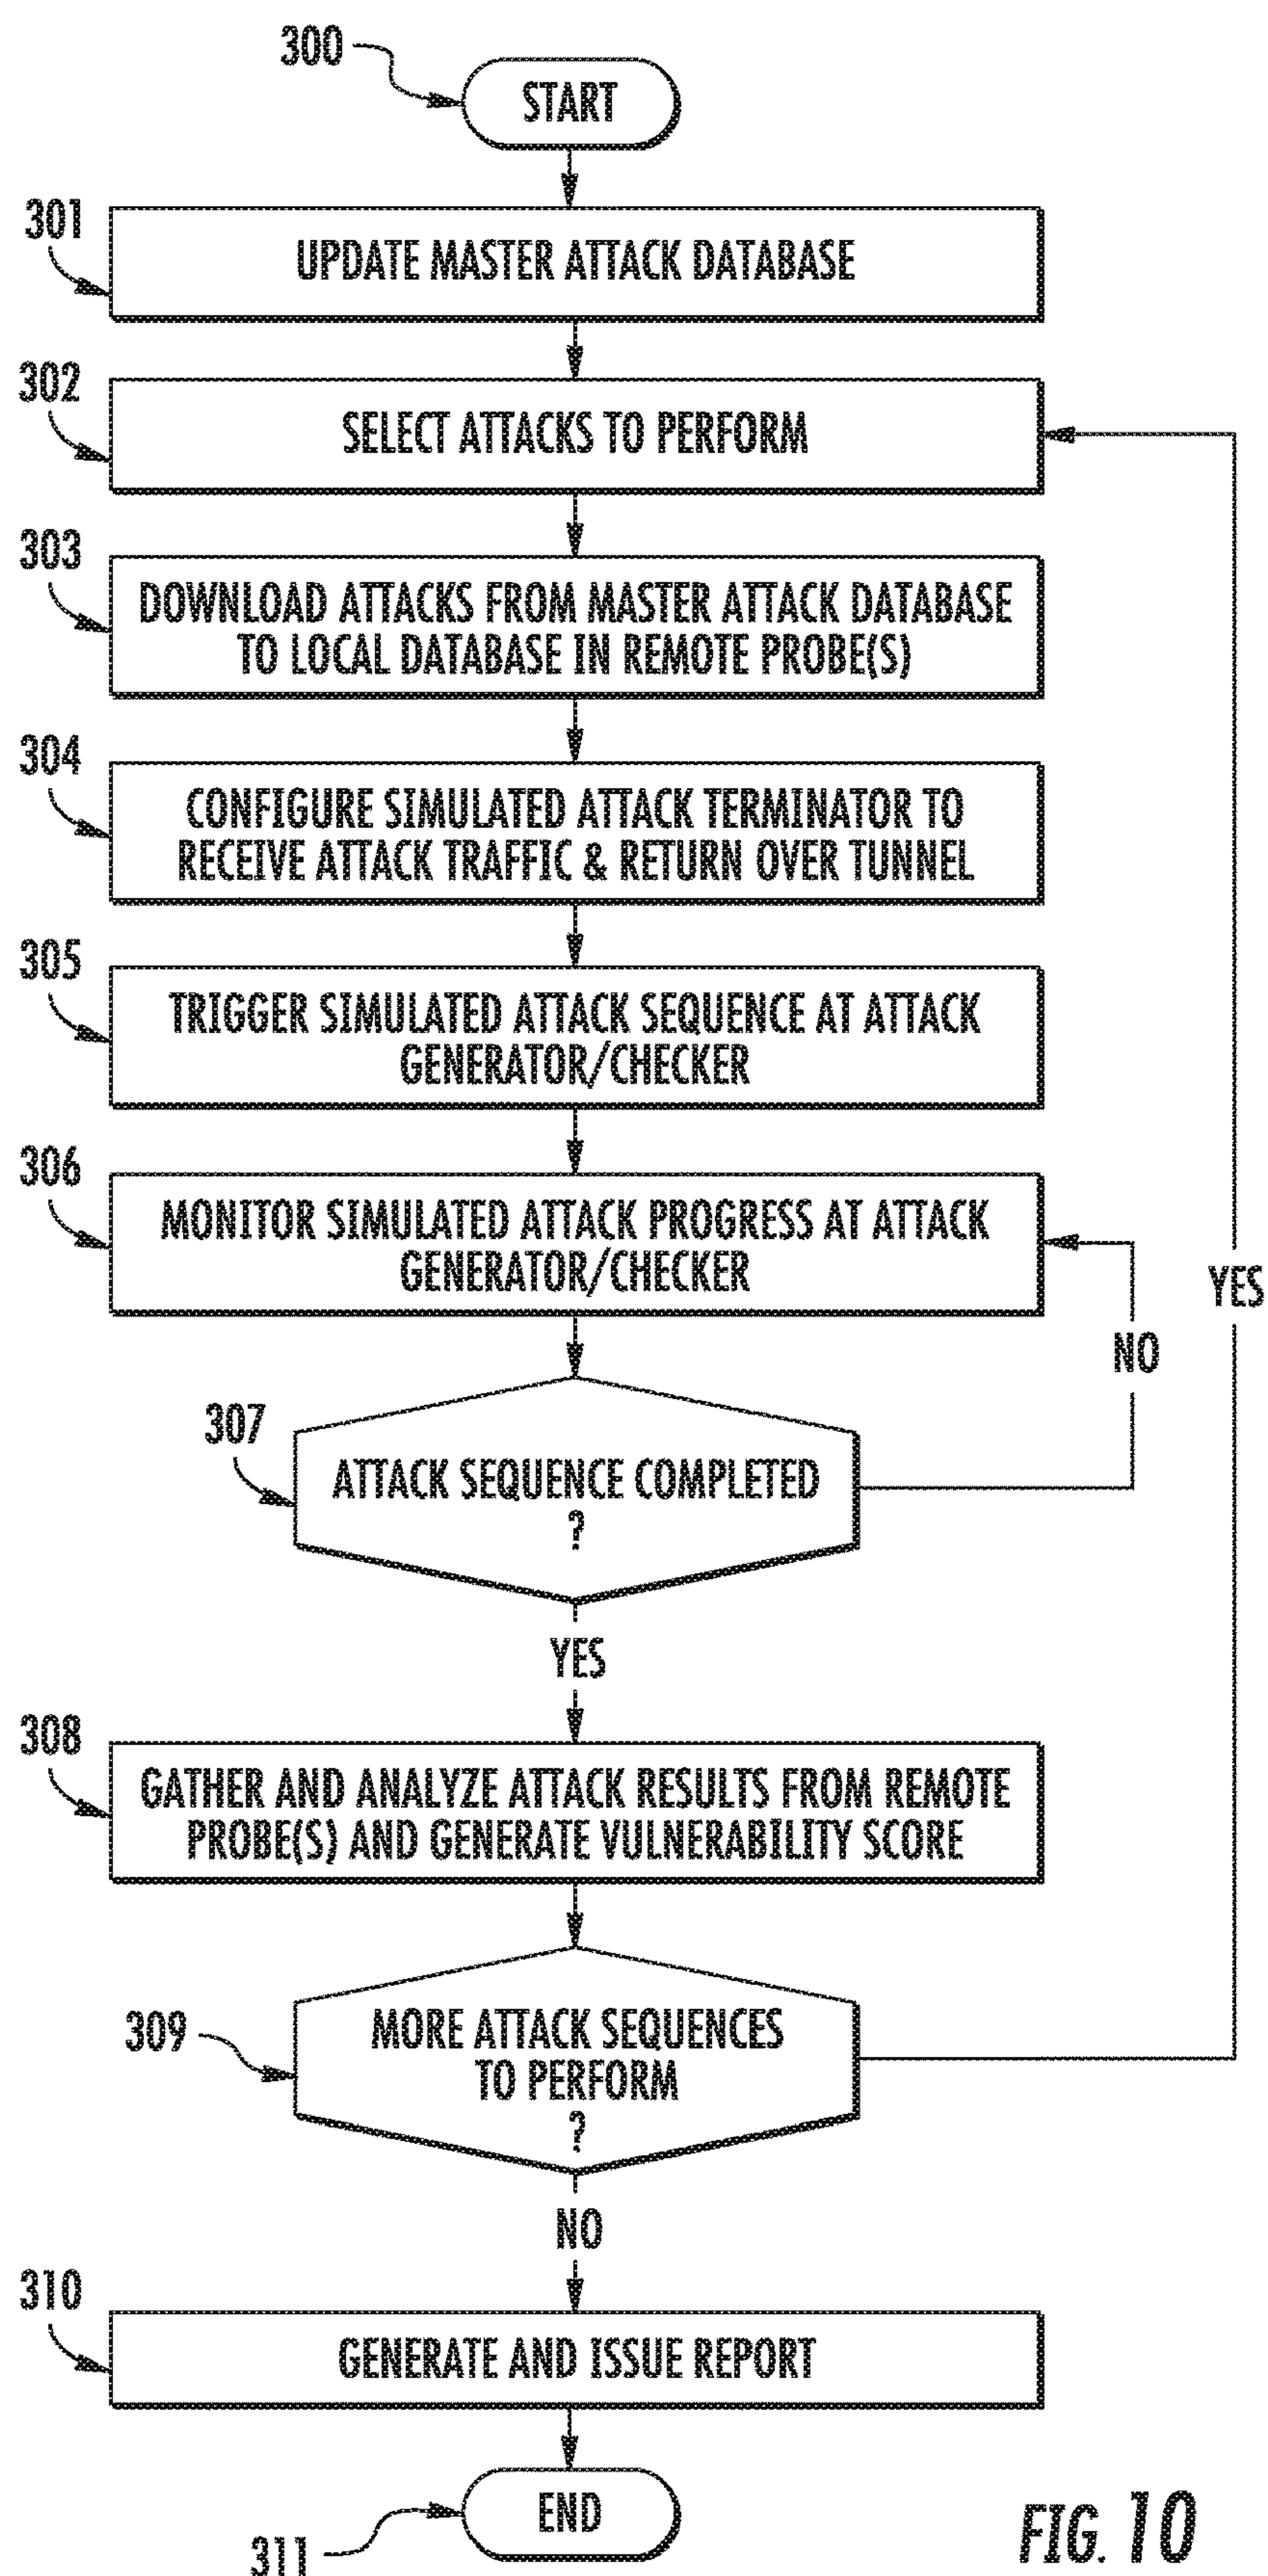 300
START
301
UPDATE MASTER ATTACK DATABASE
302
SELECT ATTACKS TO PERFORM
303
DOWNLOAD ATTACKS FROM MASTER ATTACK DATABASE
TO LOCAL DATABASE IN REMOTE PROBE(S)
304
CONFIGURE SIMULATED ATTACK TERMINATOR TO
RECEIVE ATTACK TRAFFIC & RETURN OVER TUNNEL
305
TRIGGER SIMULATED ATTACK SEQUENCE AT ATTACK
GENERATOR/CHECKER
306
MONITOR SIMULATED ATTACK PROGRESS AT ATTACK
GENERATOR/CHECKER
YES
NO
307
ATTACK SEQUENCE COMPLETED
?
YES
308
GATHER AND ANALYZE ATTACK RESULTS FROM REMOTE
PROBE(S) AND GENERATE VULNERABILITY SCORE
309
MORE ATTACK SEQUENCES
TO PERFORM
?
NO
310
GENERATE AND ISSUE REPORT
END
311
FIG. 10